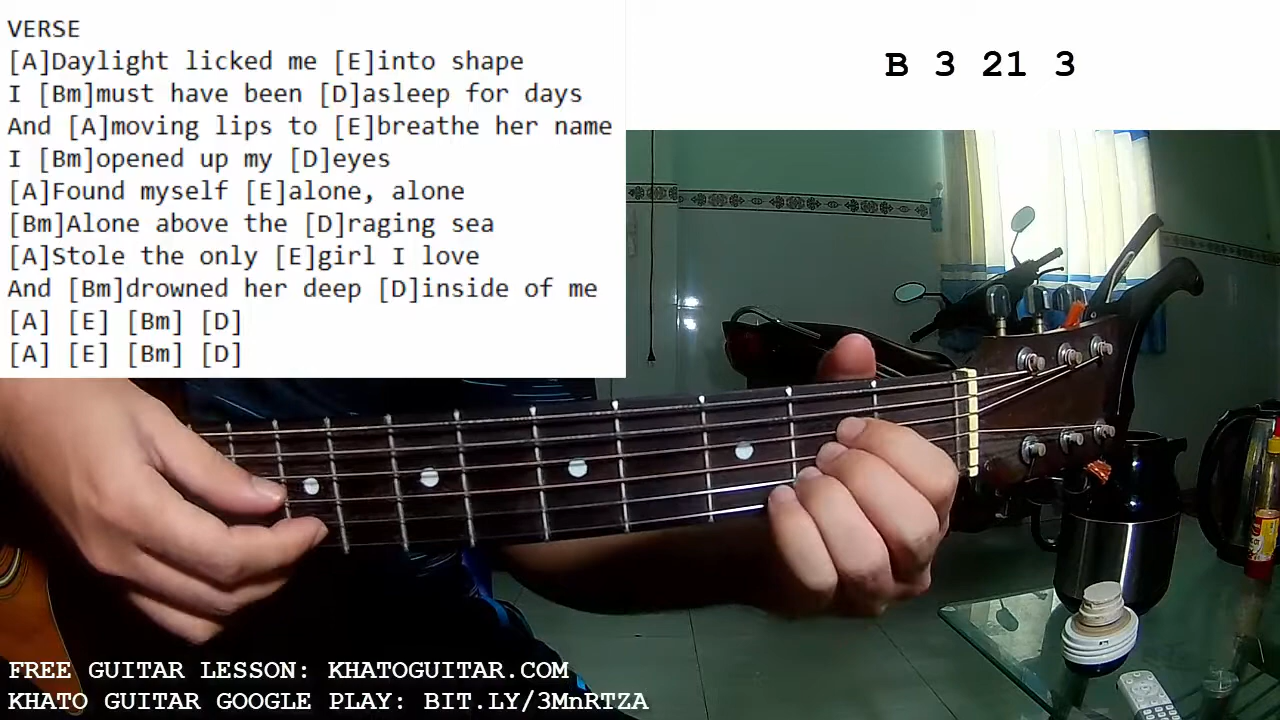 VERSE
[A]Daylight licked me [E]into shape
I [Bm]must have been [D]asleep for days
And [A]moving lips to [E]breathe her name
I [Bm]opened up my [D]eyes
[A]Found myself [E]alone, alone
[Bm]Alone above the [D]raging sea
[A]Stole the only [E]girl I love
And [Bm]drowned her deep [D]inside of me
[A] [E] [Bm] [D]
[A] [E] [Bm] [D]
B 3 21 3
FREE GUITAR LESSON: KHATOGUITAR.COM
KHATO GUITAR GOOGLE PLAY: BIT.LY/3MnRTZA